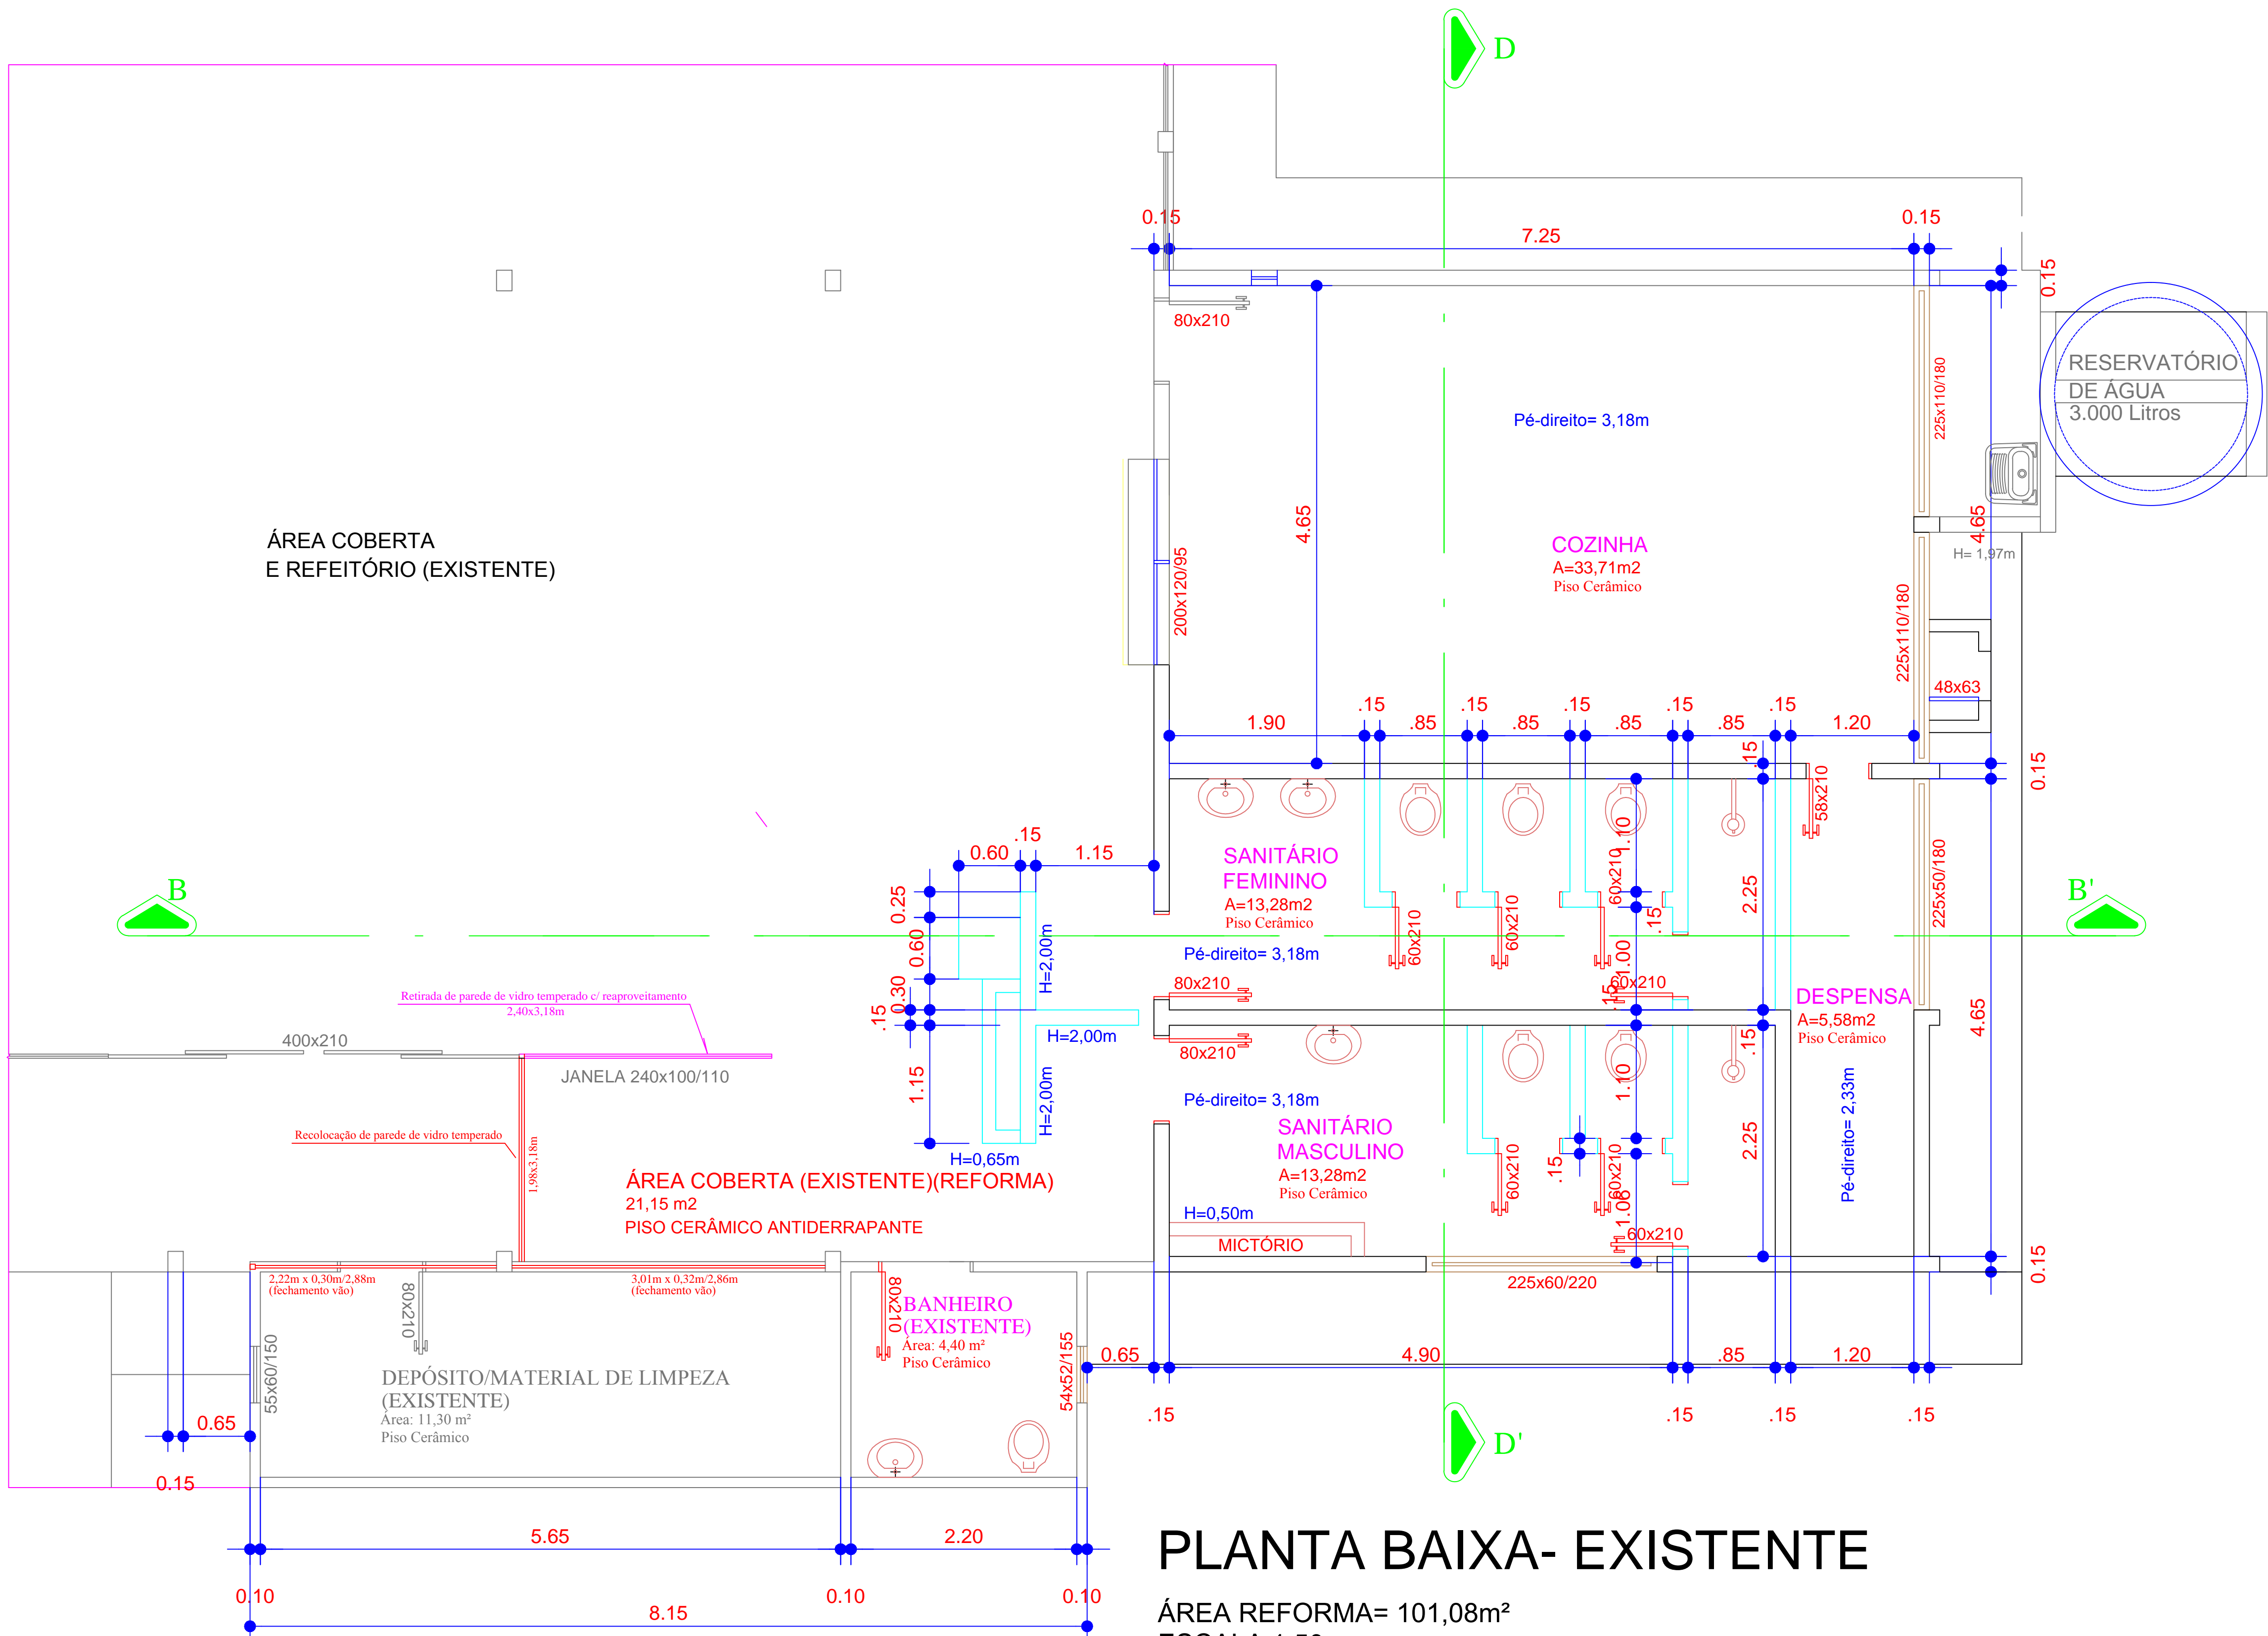 D
0.15
7.25
0.15
0.15
80x210
225x110/180
RESERVATÓRIO
DE ÁGUA
3.000 Litros
Pé-direito= 3,18m
4.65
4.65
ÁREA COBERTA
E REFEITÓRIO (EXISTENTE)
COZINHA
A=33,71m2
Piso Cerâmico
H= 1,97m
200x120/95
225x110/180
48x63
.15
.15
.15
.15
.15
1.90
.85
.85
.85
.85
1.20
.15
0.15
58x210
.15
0.60
1.15
1.10
SANITÁRIO
FEMININO
A=13,28m2
Piso Cerâmico
60x210
60x210
60x210
2.25
225x50/180
B
B'
0.25
0.60
0.30
.15
1.15
H=2,00m
Pé-direito= 3,18m
.15
1.00
80x210
60x210
.15
DESPENSA
A=5,58m2
Piso Cerâmico
4.65
Retirada de parede de vidro temperado c/ reaproveitamento
2,40x3,18m
400x210
H=2,00m
80x210
.15
JANELA 240x100/110
H=2,00m
Pé-direito= 3,18m
1.10
Pé-direito= 2,33m
SANITÁRIO
MASCULINO
A=13,28m2
Piso Cerâmico
Recolocação de parede de vidro temperado
1,98x3,18m
H=0,65m
60x210
.15
60x210
1.06
2.25
ÁREA COBERTA (EXISTENTE)(REFORMA)
21,15 m2
PISO CERÂMICO ANTIDERRAPANTE
H=0,50m
MICTÓRIO
60x210
0.15
225x60/220
2,22m x 0,30m/2,88m
(fechamento vão)
3,01m x 0,32m/2,86m
(fechamento vão)
80x210
80x210
BANHEIRO
(EXISTENTE)
Área: 4,40 m²
Piso Cerâmico
55x60/150
54x52/155
DEPÓSITO/MATERIAL DE LIMPEZA
(EXISTENTE)
Área: 11,30 m²
Piso Cerâmico
0.65
4.90
.85
1.20
.15
.15
.15
.15
0.65
0.15
D'
5.65
2.20
0.10
0.10
0.10
8.15
PLANTA BAIXA- EXISTENTE
ÁREA REFORMA= 101,08m²